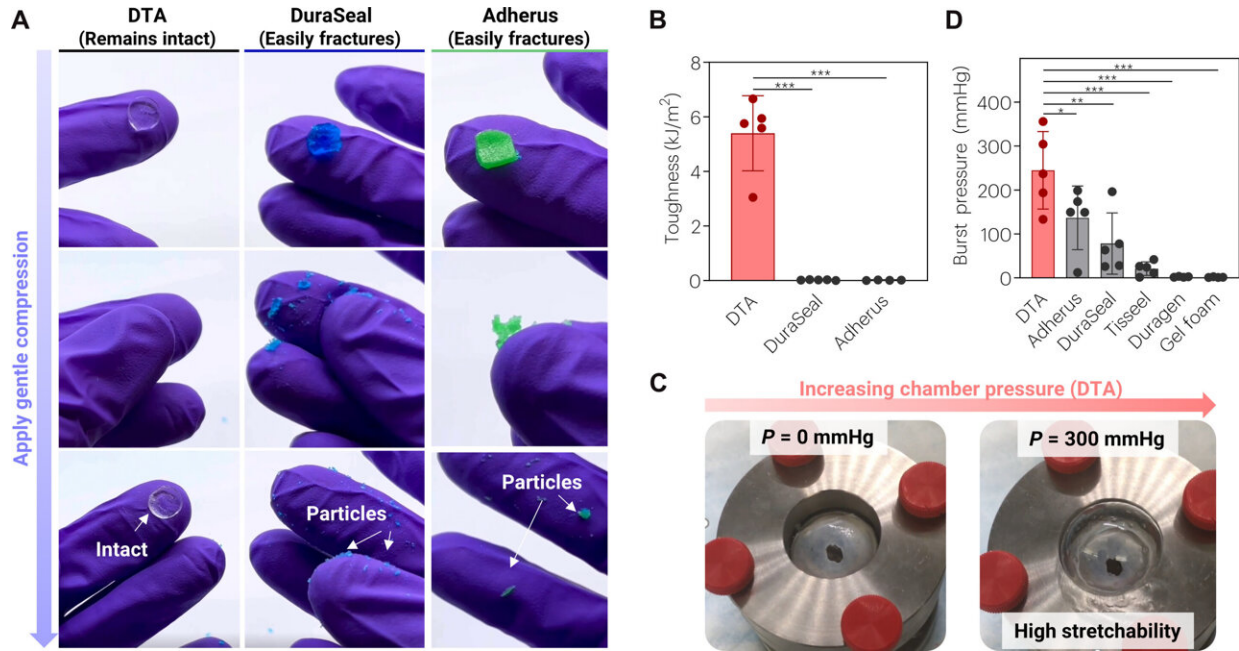 A
DTA
(Remains intact)
DuraSeal
(Easily fractures)
Adherus
(Easily fractures)
Apply gentle compression
Intact
Particles
Particles
B
Toughness (kJ/m²)
8
6
4
2
0
***
***
DTA
DuraSeal
Adherus
D
Burst pressure (mmHg)
400
300
200
100
0
***
***
***
**
*
DTA
Adherus
DuraSeal
Tisseel
Duragen
Gel foam
C
Increasing chamber pressure (DTA)
P = 0 mmHg
P = 300 mmHg
High stretchability